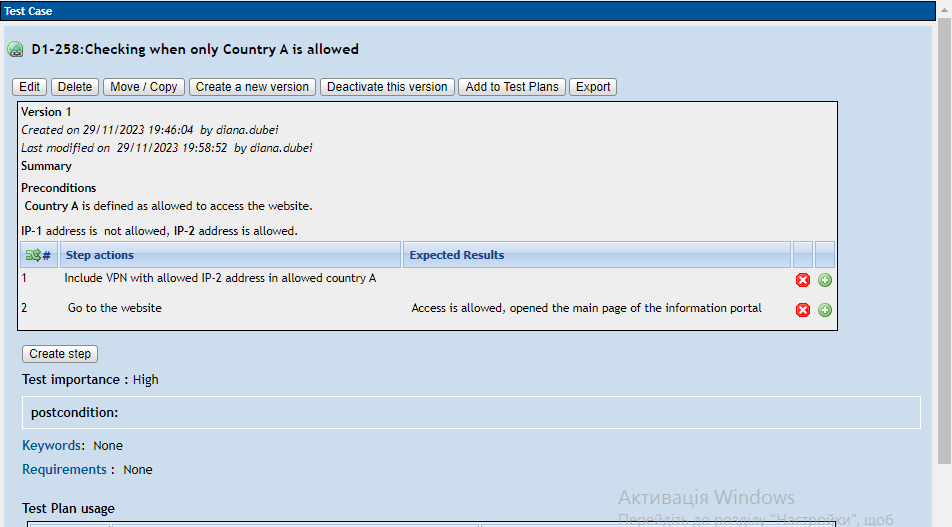 Test Case
D1-258:Checking when only Country A is allowed
Edit Delete Move / Copy Create a new version Deactivate this version Add to Test Plans Export
Version 1
Created on 29/11/2023 19:46:04 by diana.dubei
Last modified on 29/11/2023 19:58:52 by diana.dubei
Summary
Preconditions
Country A is defined as allowed to access the website.
IP-1 address is not allowed, IP-2 address is allowed.
# Step actions Expected Results
1 Include VPN with allowed IP-2 address in allowed country A
2 Go to the website Access is allowed, opened the main page of the information portal
Create step
Test importance : High
postcondition:
Keywords: None
Requirements : None
Test Plan usage
Активація Windows
Перейдіть до розділу "Настройки", щоб